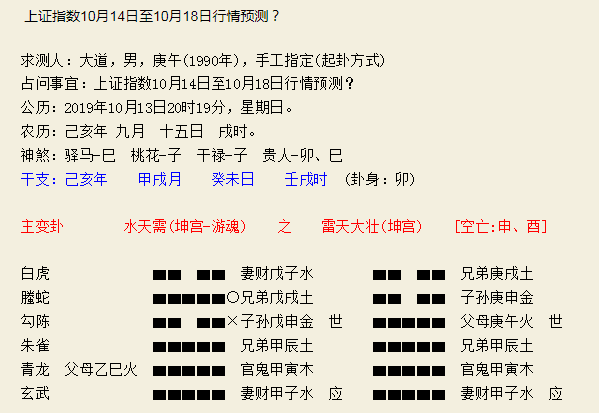 上证指数10月14日至10月18日行情预测？
求测人：大道，男，庚午(1990年)，手工指定(起卦方式)
占问事宜：上证指数10月14日至10月18日行情预测？
公历：2019年10月13日20时19分，星期日。
农历：己亥年 九月 十五日 戌时。
神煞：驿马-巳 桃花-子 干禄-子 贵人-卯、巳
干支：己亥年 甲戌月 癸未日 壬戌时 (卦身：卯)
主变卦 水天需(坤宫-游魂) 之 雷天大壮(坤宫) [空亡:申、酉]
白虎 妻财戊子水 兄弟庚戌土
螣蛇 ○兄弟戊戌土 子孙庚申金
勾陈 ×子孙戊申金 世 父母庚午火 世
朱雀 兄弟甲辰土 兄弟甲辰土
青龙 父母乙巳火 官鬼甲寅木 官鬼甲寅木
玄武 妻财甲子水 应 妻财甲子水 应